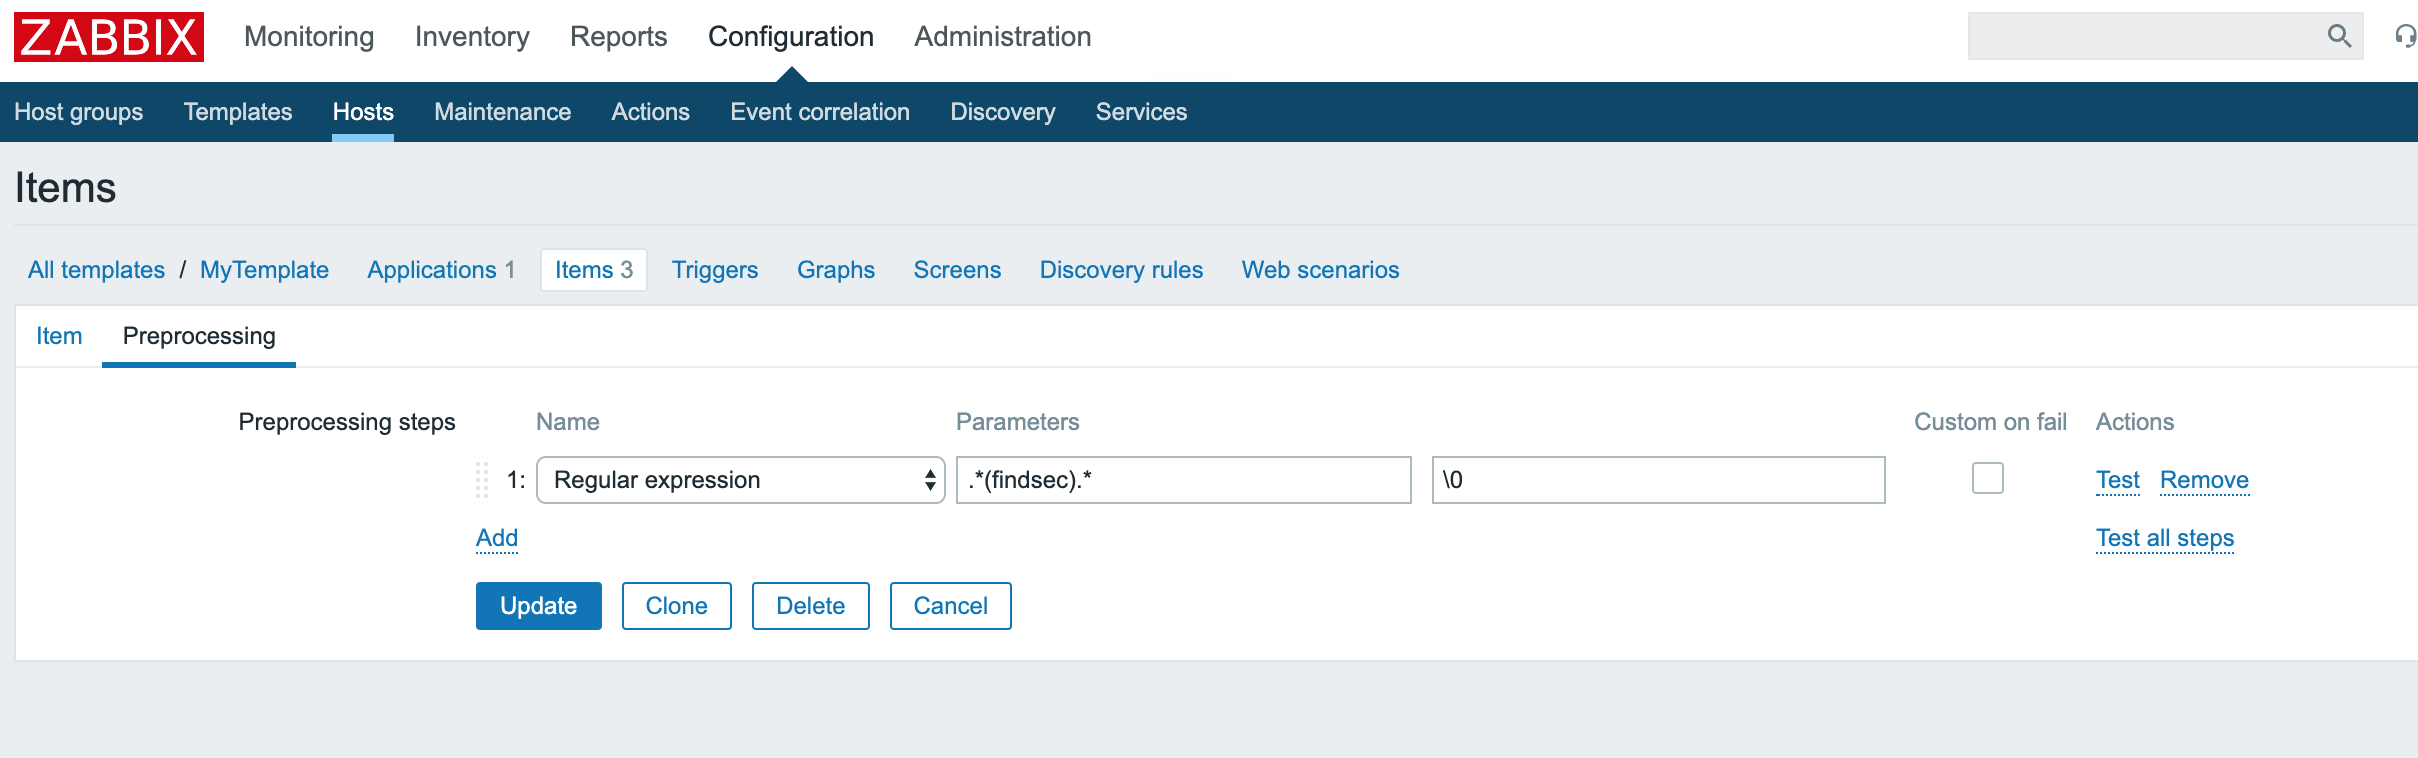 ZABBIX Monitoring Inventory Reports Configuration Administration
Host groups Templates Hosts Maintenance Actions Event correlation Discovery Services
Items
All templates / MyTemplate Applications 1 Items 3 Triggers Graphs Screens Discovery rules Web scenarios
Item Preprocessing
Preprocessing steps Name Parameters Custom on fail Actions
1: Regular expression .*(findsec).* \0 Test Remove
Add Test all steps
Update Clone Delete Cancel